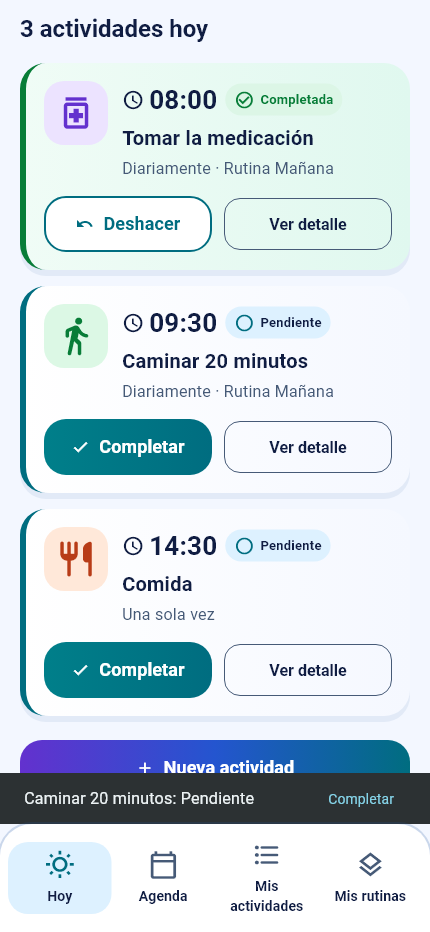 3 actividades hoy
08:00 Completada
Tomar la medicación
Diariamente · Rutina Mañana
Deshacer Ver detalle
09:30 Pendiente
Caminar 20 minutos
Diariamente · Rutina Mañana
Completar Ver detalle
14:30 Pendiente
Comida
Una sola vez
Completar Ver detalle
+ Nueva actividad
Caminar 20 minutos: Pendiente Completar
Hoy Agenda Mis actividades Mis rutinas